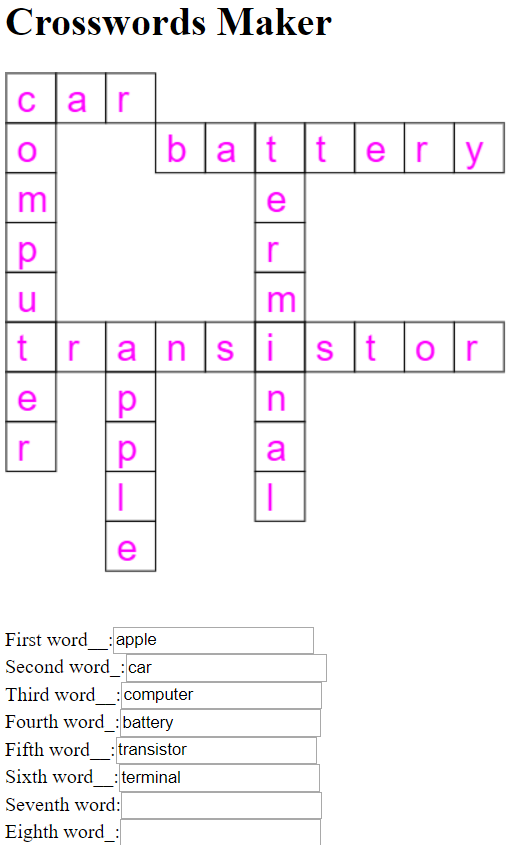 Crosswords Maker
c a r
o b a t t e r y
m e
p r
u m
t r a n s i s t o r
e p n
r p a
l l
e
First word__: apple
Second word_: car
Third word__: computer
Fourth word_: battery
Fifth word__: transistor
Sixth word__: terminal
Seventh word:
Eighth word_: